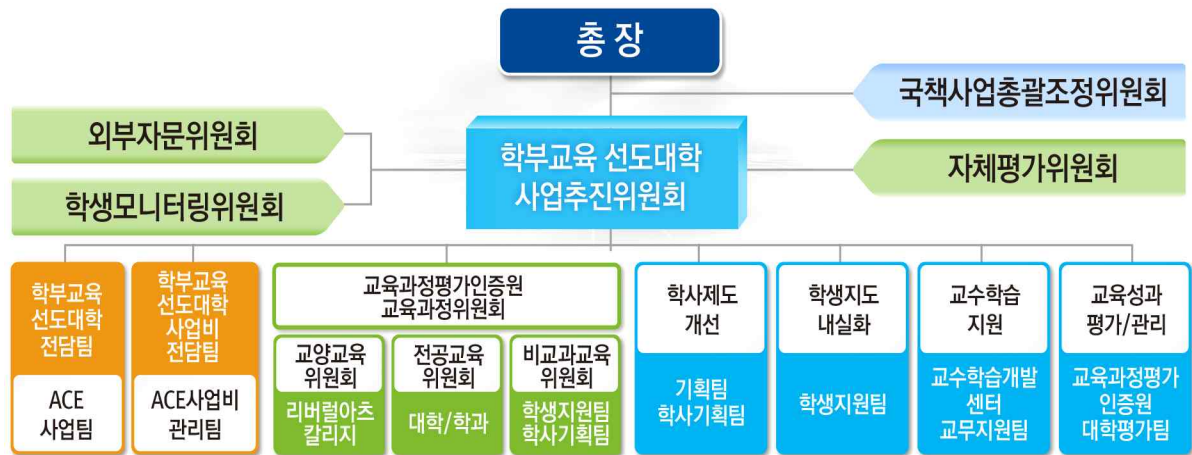 총 장
국책사업총괄조정위원회
외부자문위원회
학부교육 선도대학
사업추진위원회
자체평가위원회
학생모니터링위원회
학부교육
선도대학
전담팀
ACE
사업팀
학부교육
선도대학
사업비
전담팀
ACE사업비
관리팀
교육과정평가인증원
교육과정위원회
교양교육
위원회
리버럴아츠
칼리지
전공교육
위원회
대학/학과
비교과교육
위원회
학생지원팀
학사기획팀
학사제도
개선
기획팀
학사기획팀
학생지도
내실화
학생지원팀
교수학습
지원
교수학습개발
센터
교무지원팀
교육성과
평가/관리
교육과정평가
인증원
대학평가팀